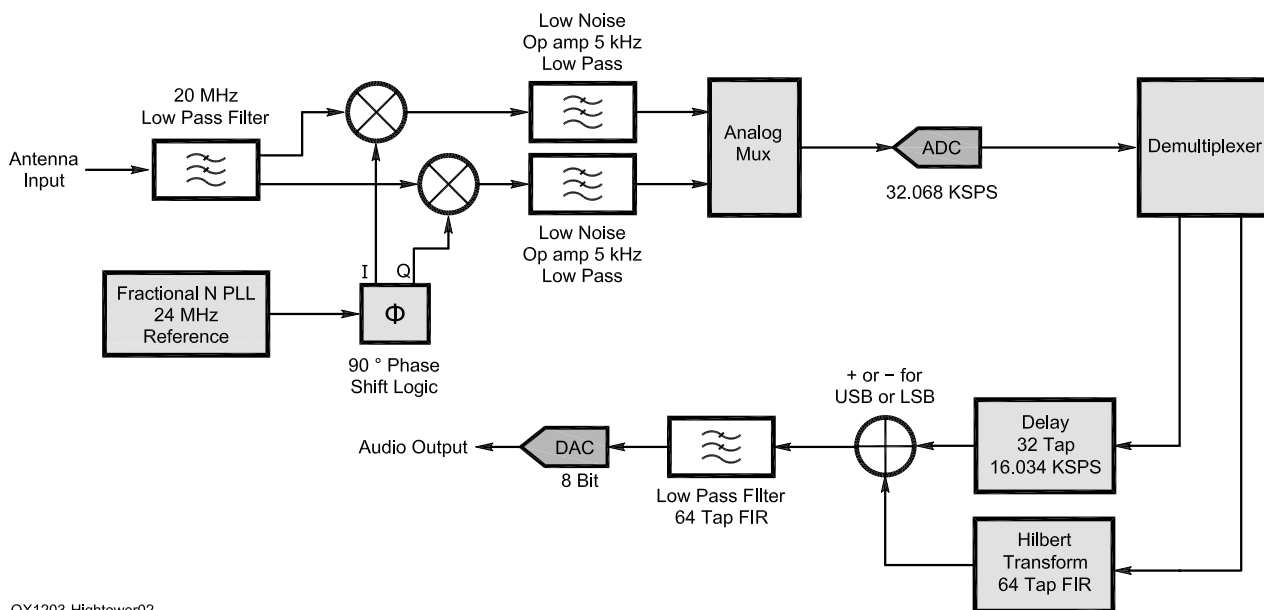 Low Noise
Op amp 5 kHz
Low Pass
20 MHz
Low Pass Filter
Antenna
Input
Analog
Mux
ADC
32.068 KSPS
Demultiplexer
Low Noise
Op amp 5 kHz
Low Pass
I
Q
Fractional N PLL
24 MHz
Reference
Φ
90 ° Phase
Shift Logic
+ or − for
USB or LSB
Delay
32 Tap
16.034 KSPS
Audio Output
DAC
8 Bit
Low Pass FIlter
64 Tap FIR
Hilbert
Transform
64 Tap FIR
QX1203-Hightower02